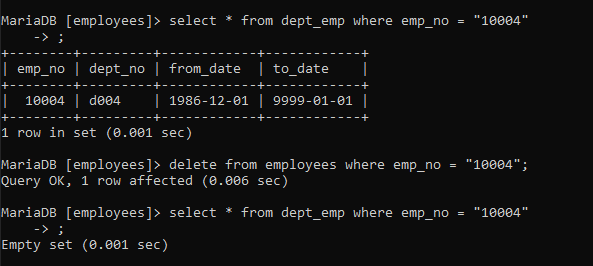 MariaDB [employees]> select * from dept_emp where emp_no = "10004"
    -> ;
+--------+---------+------------+------------+
| emp_no | dept_no | from_date  | to_date    |
+--------+---------+------------+------------+
|  10004 | d004    | 1986-12-01 | 9999-01-01 |
+--------+---------+------------+------------+
1 row in set (0.001 sec)
MariaDB [employees]> delete from employees where emp_no = "10004";
Query OK, 1 row affected (0.006 sec)
MariaDB [employees]> select * from dept_emp where emp_no = "10004"
    -> ;
Empty set (0.001 sec)